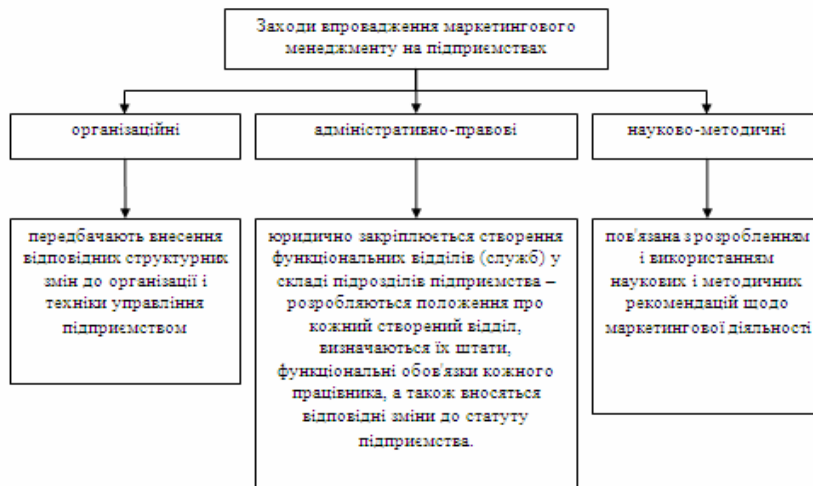 Заходи впровадження маркетингового
менеджменту на підприємствах
організаційні
адміністративно-правові
науково-методичні
передбачають внесення
відповідних структурних
змін до організації і
техніки управління
підприємством
юридично закріплюється створення
функціональних відділів (служб) у
складі підрозділів підприємства –
розробляються положення про
кожний створений відділ,
визначаються їх штати,
функціональні обов'язки кожного
працівника, а також вносяться
відповідні зміни до статуту
підприємства.
пов'язана з розробленням
і використанням
наукових і методичних
рекомендацій щодо
маркетингової діяльності